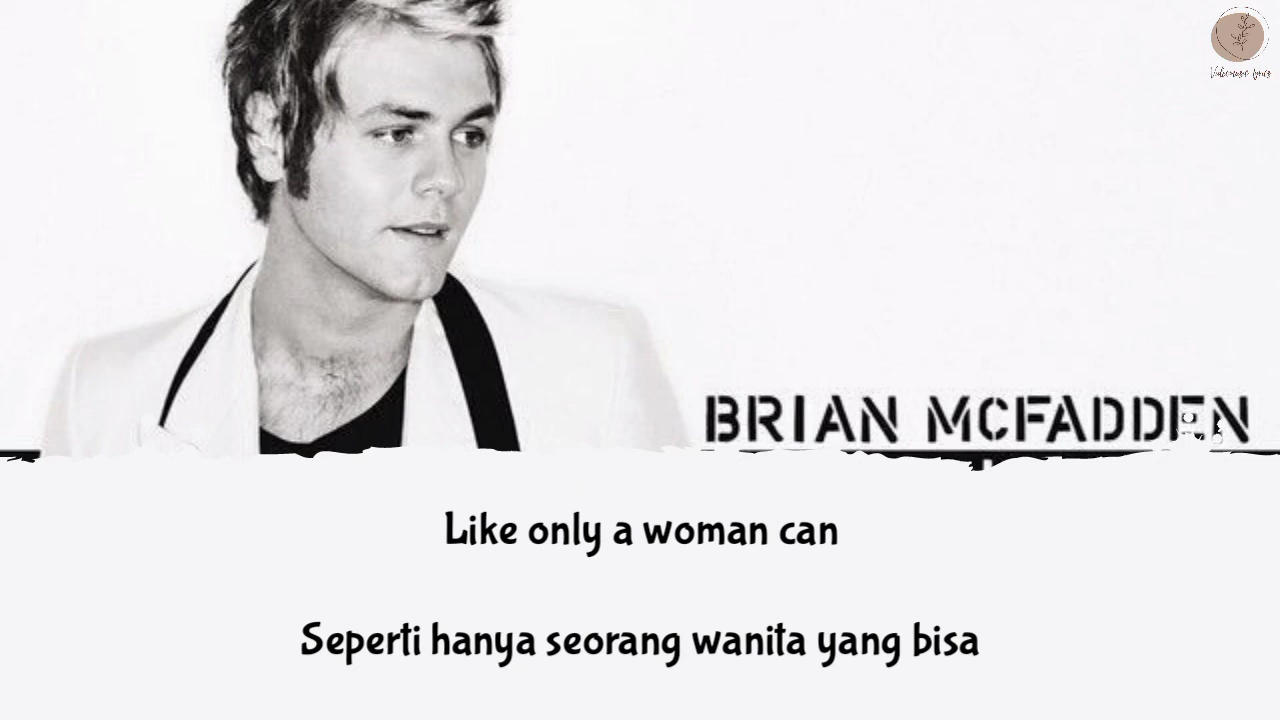 BRIAN MCFADDEN
Like only a woman can
Seperti hanya seorang wanita yang bisa